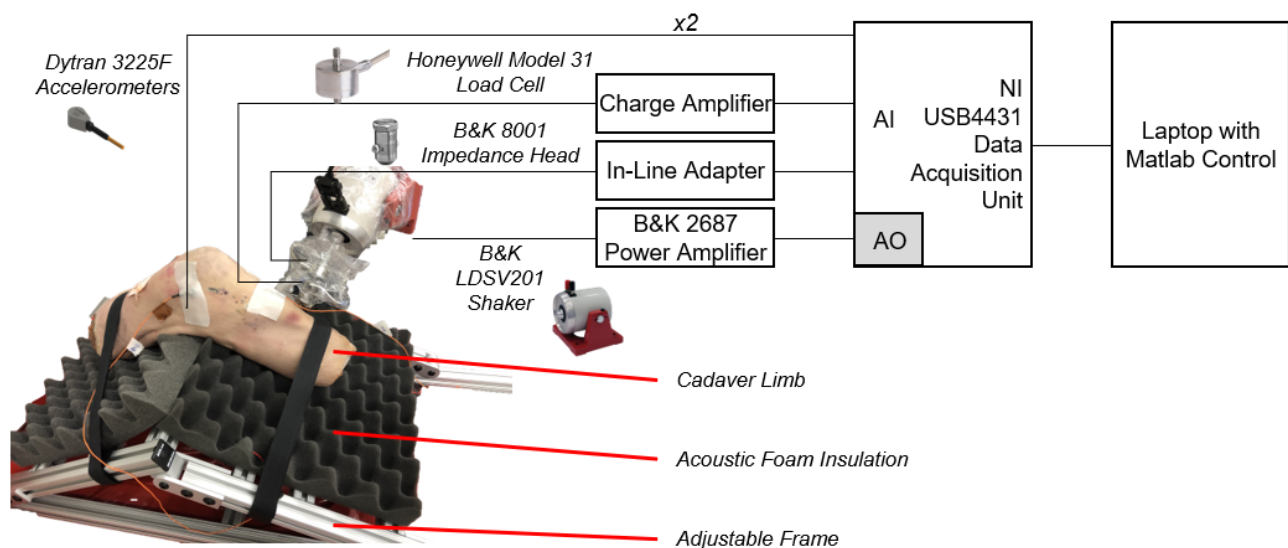 x2
Dytran 3225F
Accelerometers
Honeywell Model 31
Load Cell
B&K 8001
Impedance Head
B&K
LDSV201
Shaker
Charge Amplifier
In-Line Adapter
B&K 2687
Power Amplifier
AI
AO
NI
USB4431
Data
Acquisition
Unit
Laptop with
Matlab Control
Cadaver Limb
Acoustic Foam Insulation
Adjustable Frame